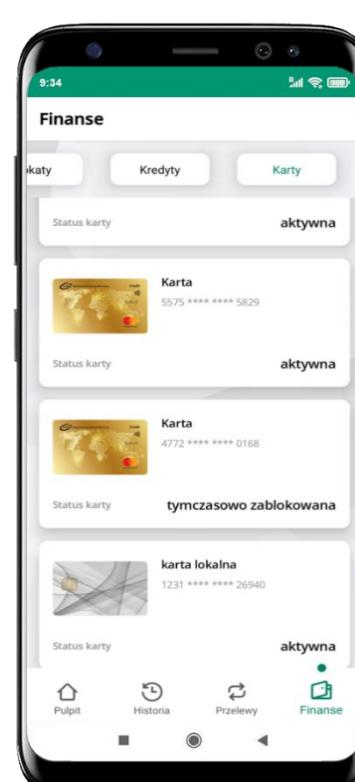 9:34
Finanse
okaty
Kredyty
Karty
Status karty
aktywna
Karta
5575 **** **** 5829
Status karty
aktywna
Karta
4772 **** **** 0168
Status karty
tymczasowo zablokowana
karta lokalna
1231 **** **** 26940
Status karty
aktywna
Pulpit
Historia
Przelewy
Finanse